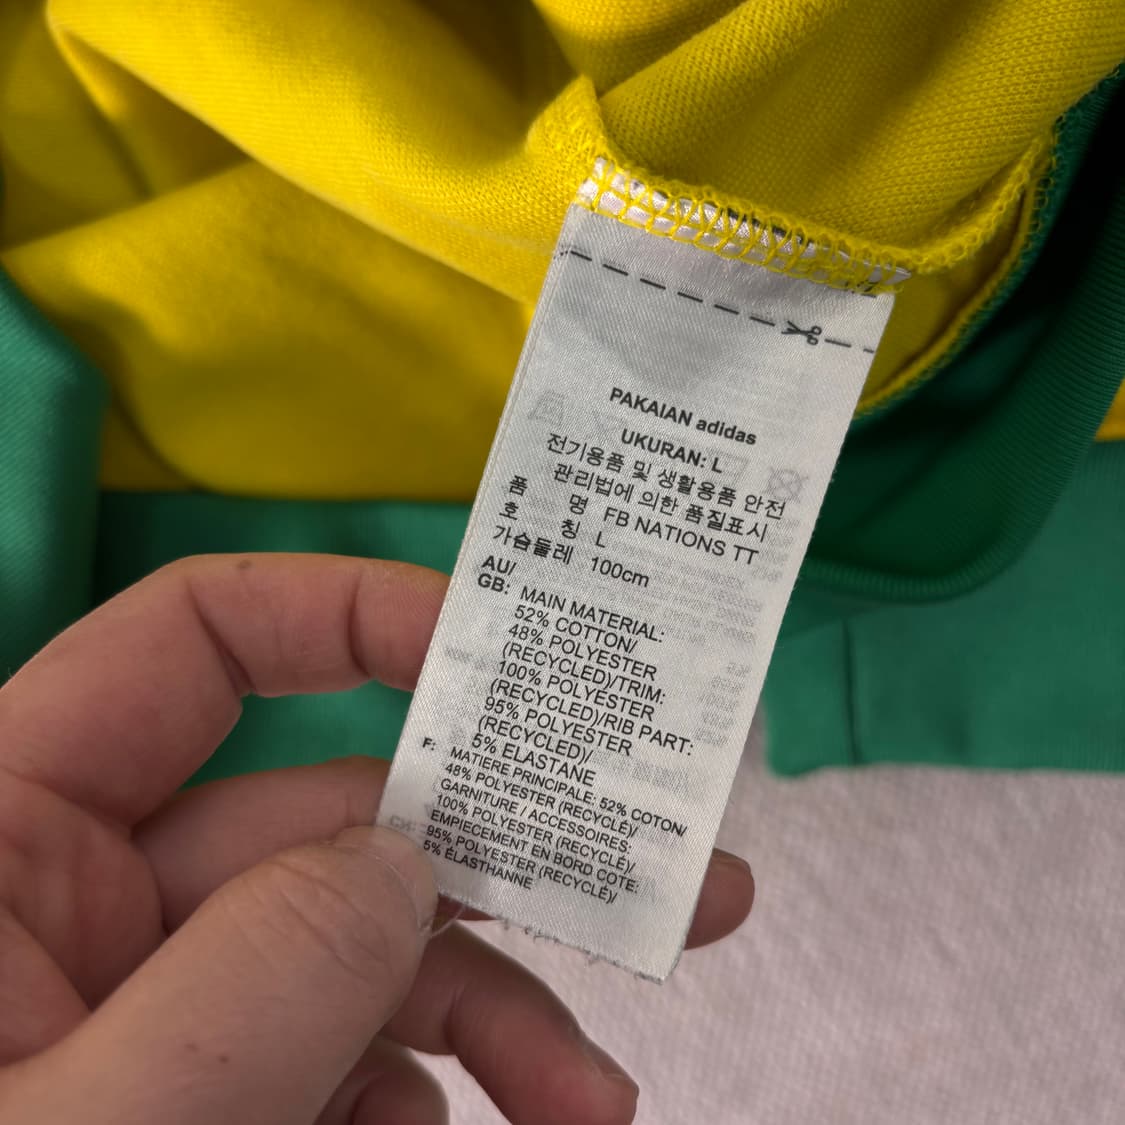 PAKAIAN adidas
UKURAN: L
전기용품 및 생활용품 안전
관리법에 의한 품질표시
품 명 FB NATIONS TT
호 칭 L
가슴둘레 100cm
AU/
GB: MAIN MATERIAL:
52% COTTON/
48% POLYESTER
(RECYCLED)/TRIM:
100% POLYESTER
(RECYCLED)/RIB PART:
95% POLYESTER
(RECYCLED)/
5% ELASTANE
F: MATIERE PRINCIPALE: 52% COTON/
48% POLYESTER (RECYCLÉ)/
GARNITURE / ACCESSOIRES:
100% POLYESTER (RECYCLÉ)/
EMPIECEMENT EN BORD COTE:
95% POLYESTER (RECYCLÉ)/
5% ÉLASTHANNE